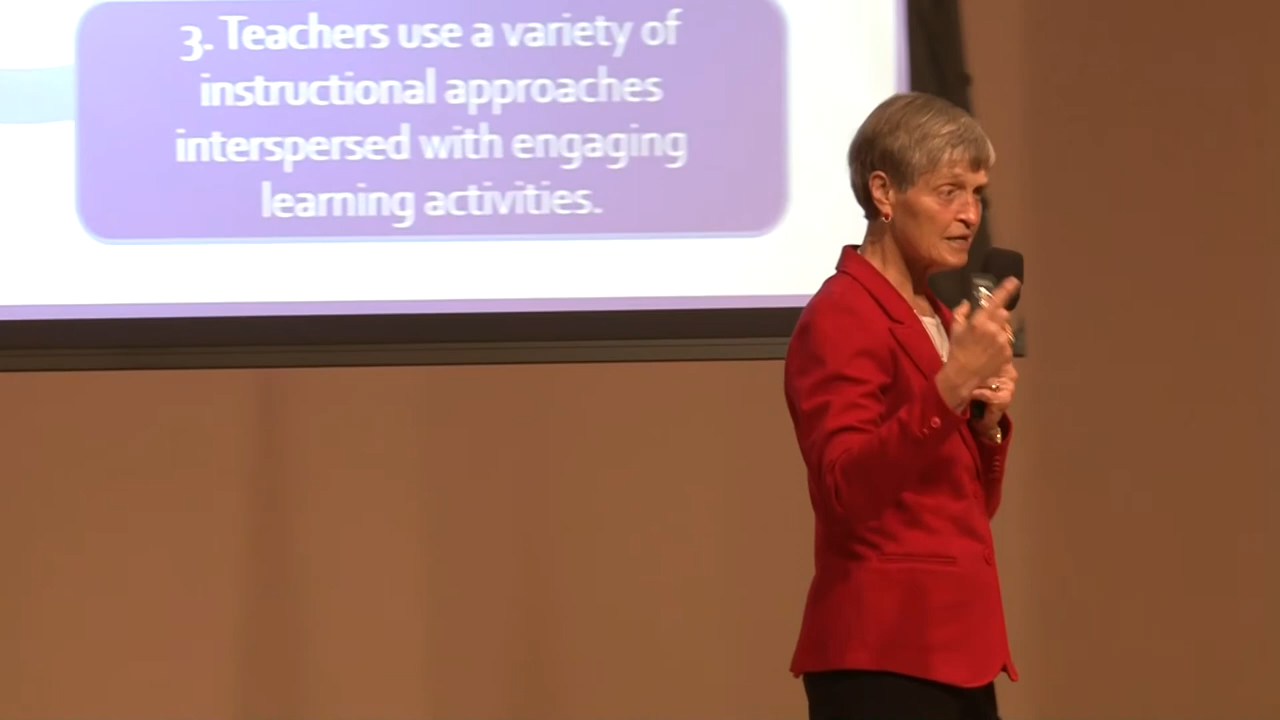 3. Teachers use a variety of
instructional approaches
interspersed with engaging
learning activities.